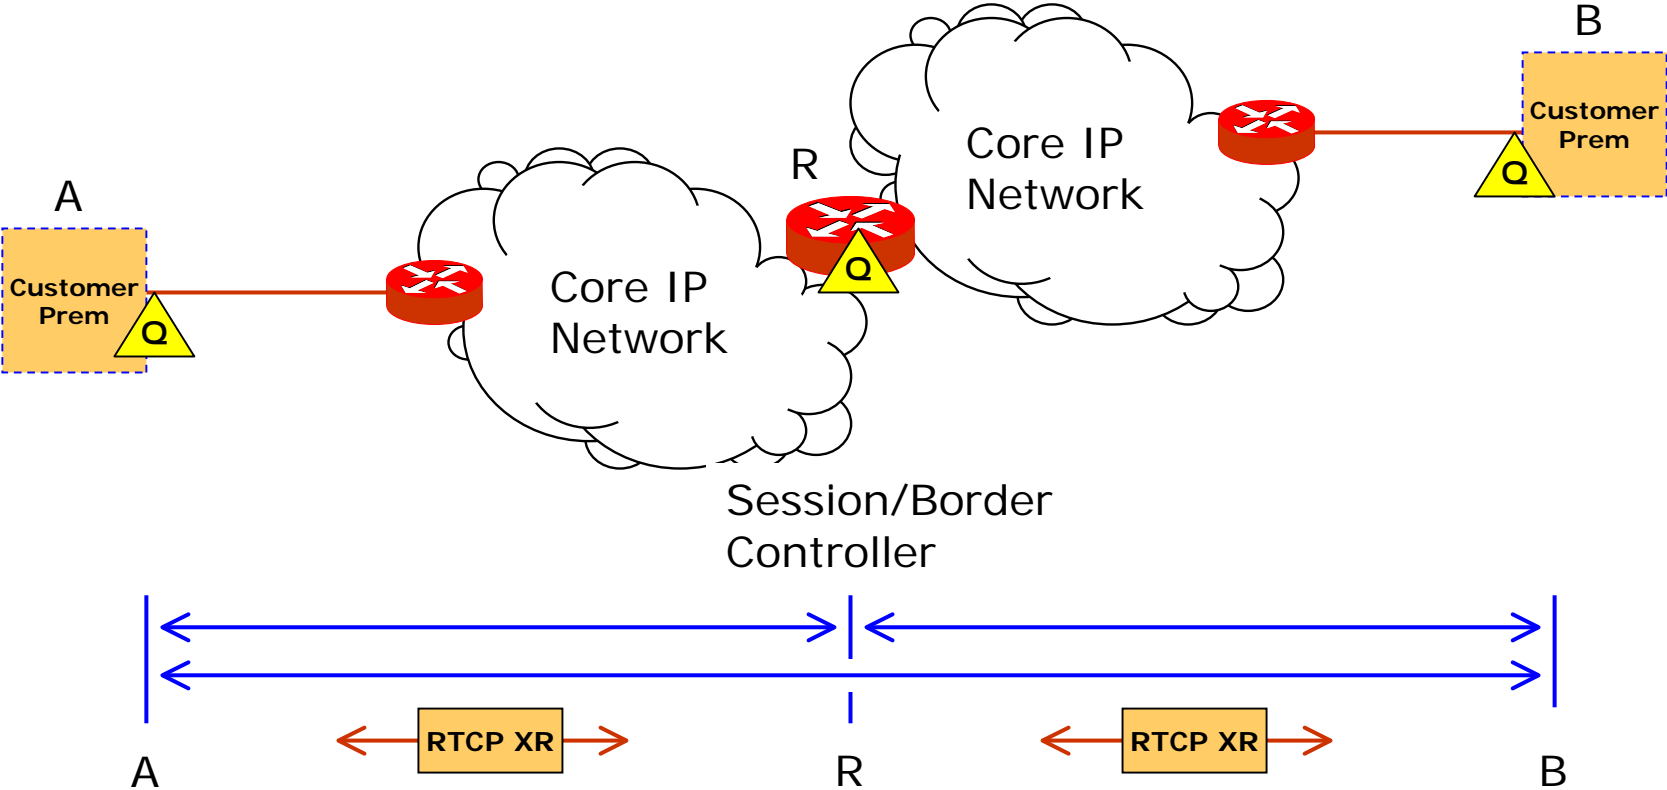 B
Customer
Prem
Q
Core IP
Network
R
Q
A
Customer
Prem
Q
Core IP
Network
Session/Border
Controller
RTCP XR
RTCP XR
A
R
B